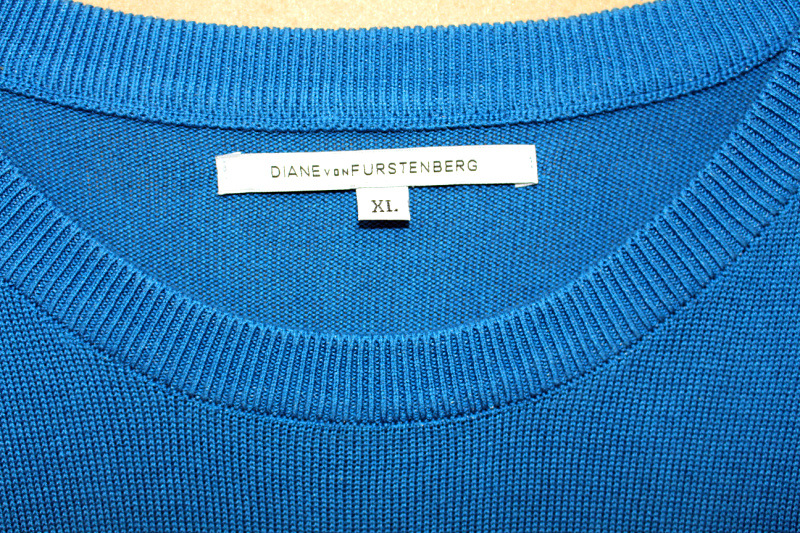 DIANE VON FURSTENBERG
XL